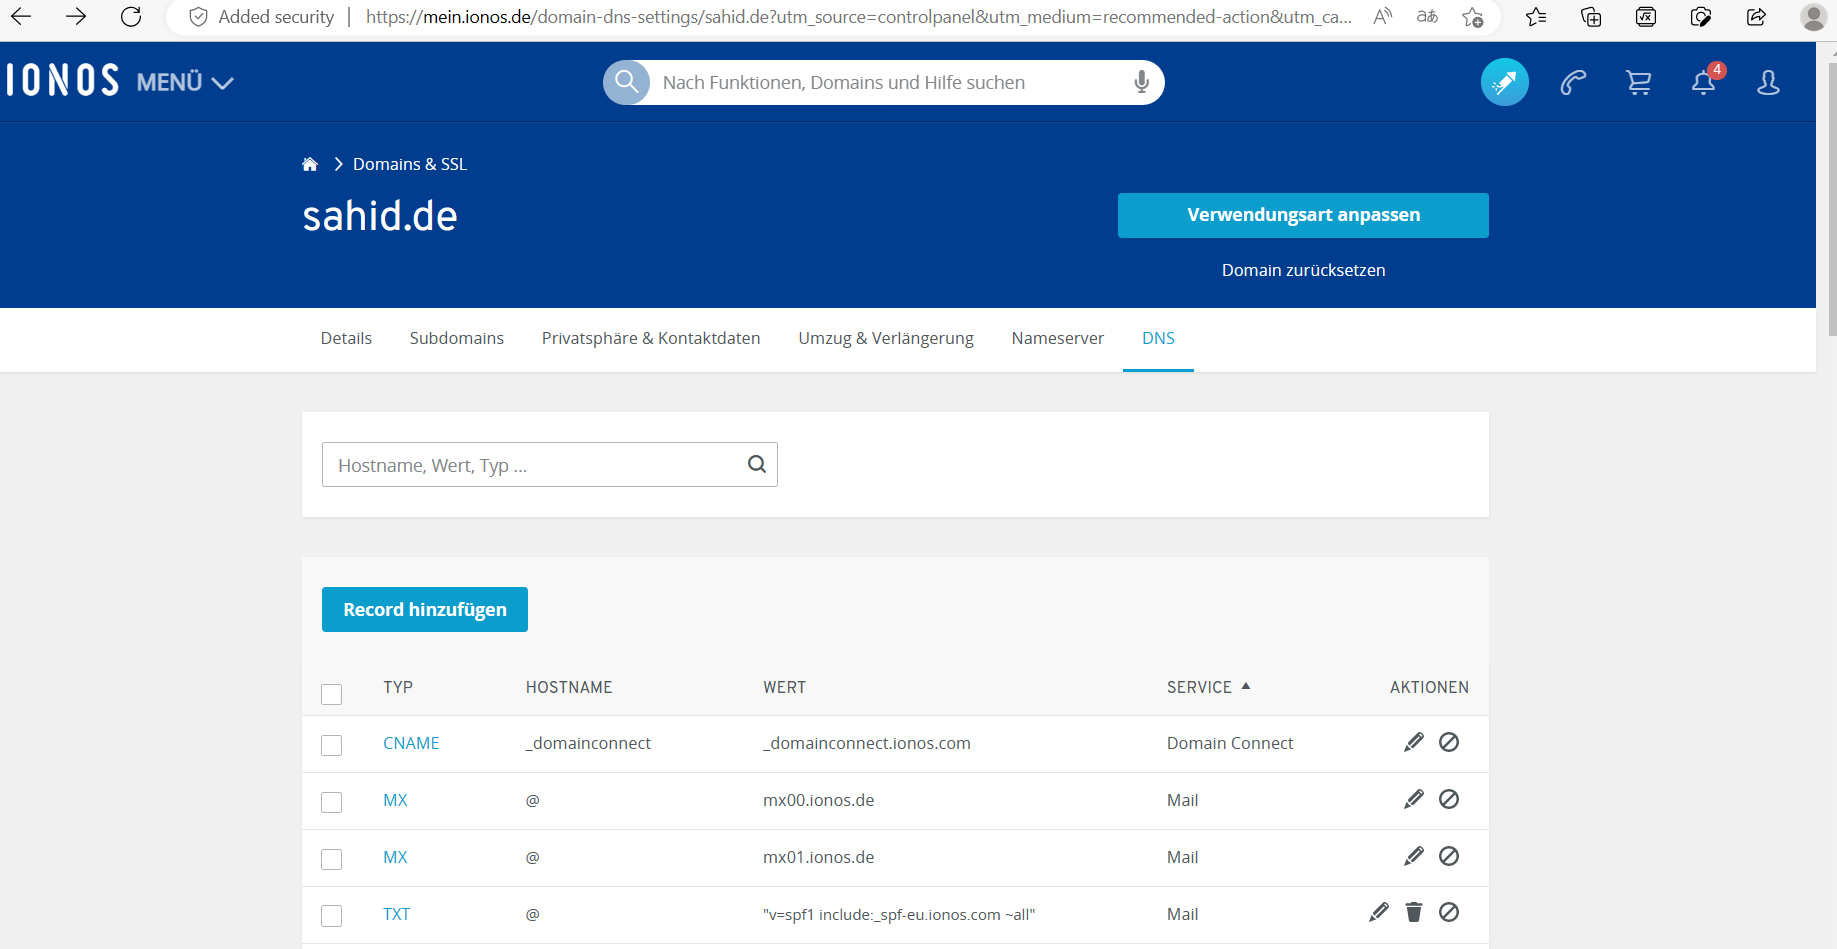 Added security | https://mein.ionos.de/domain-dns-settings/sahid.de?utm_source=controlpanel&utm_medium=recommended-action&utm_ca...
IONOS MENÜ Nach Funktionen, Domains und Hilfe suchen 4
Domains & SSL
sahid.de
Verwendungsart anpassen
Domain zurücksetzen
Details Subdomains Privatsphäre & Kontaktdaten Umzug & Verlängerung Nameserver DNS
Hostname, Wert, Typ ...
Record hinzufügen
TYP HOSTNAME WERT SERVICE AKTIONEN
CNAME _domainconnect _domainconnect.ionos.com Domain Connect
MX @ mx00.ionos.de Mail
MX @ mx01.ionos.de Mail
TXT @ "v=spf1 include:_spf-eu.ionos.com ~all" Mail